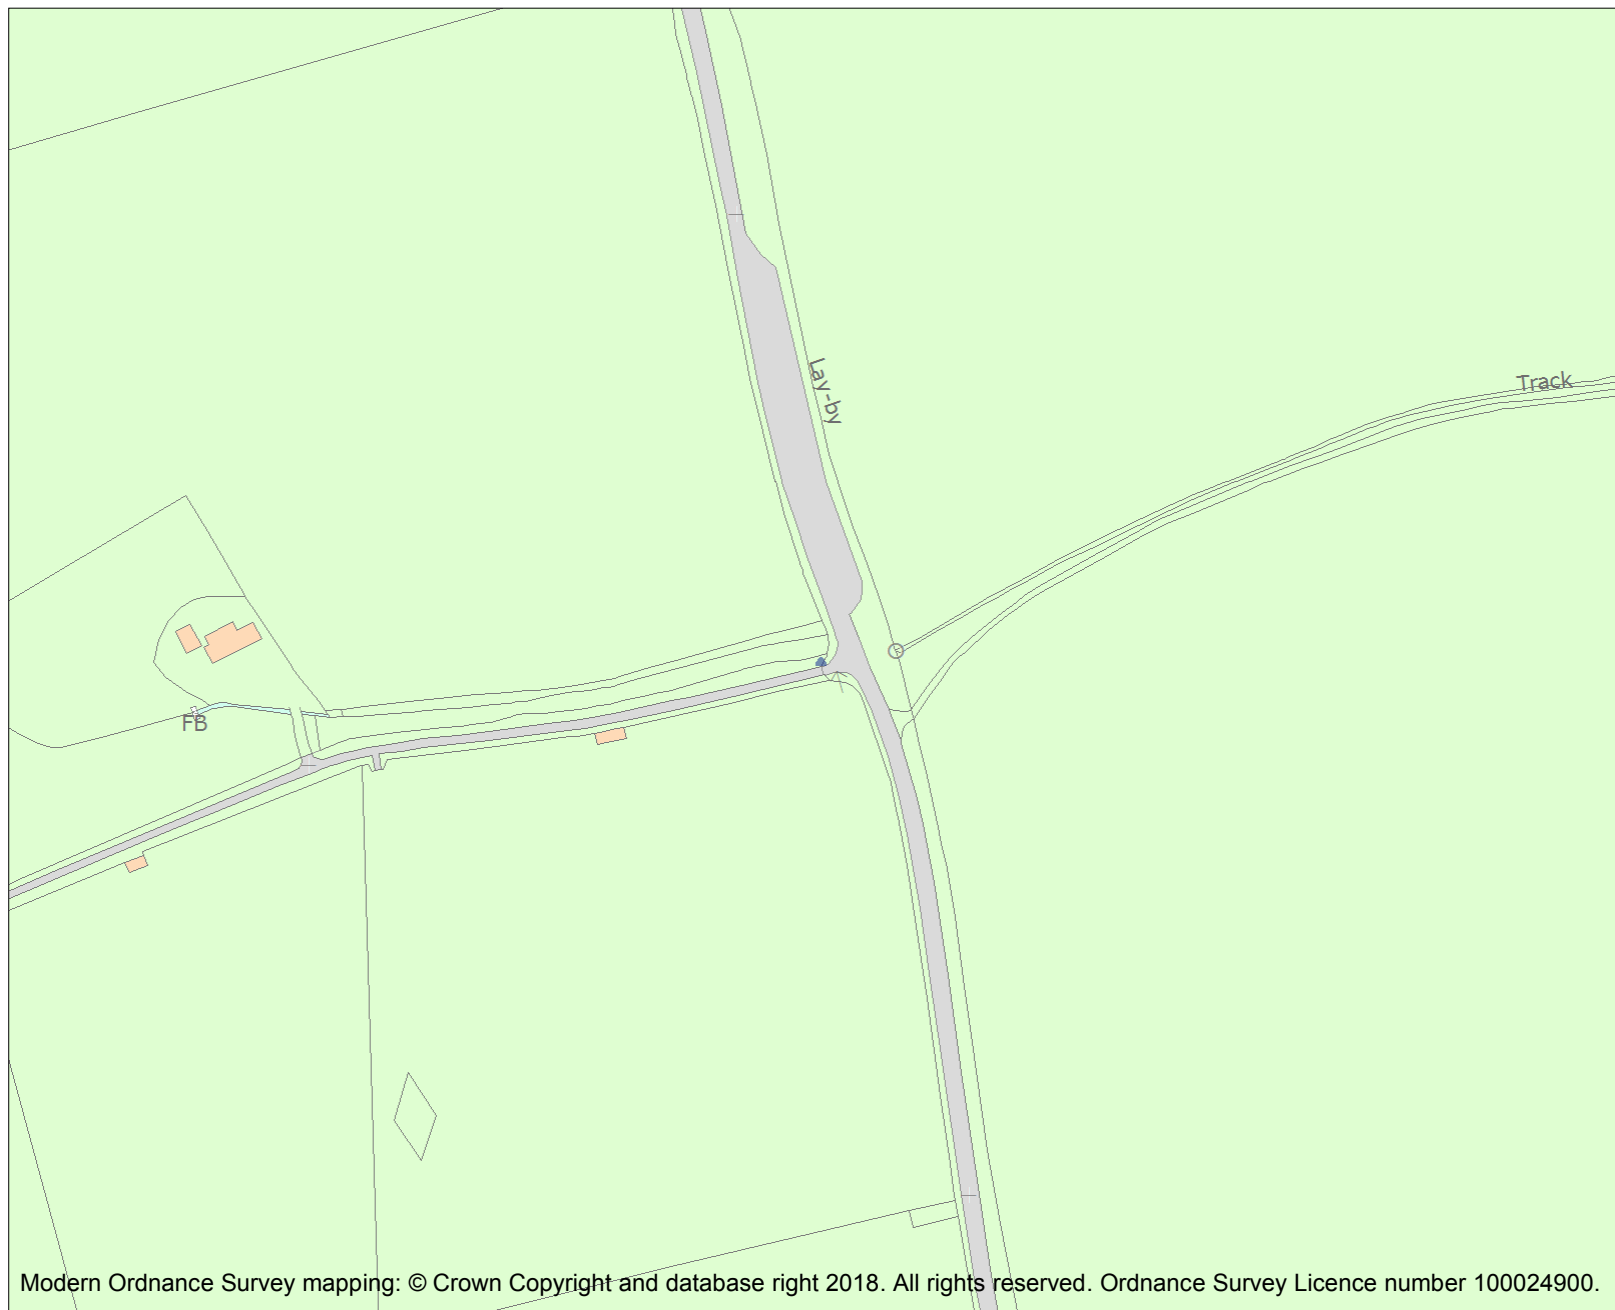 Lay-by
Track
FB
Modern Ordnance Survey mapping: © Crown Copyright and database right 2018. All rights reserved. Ordnance Survey Licence number 100024900.